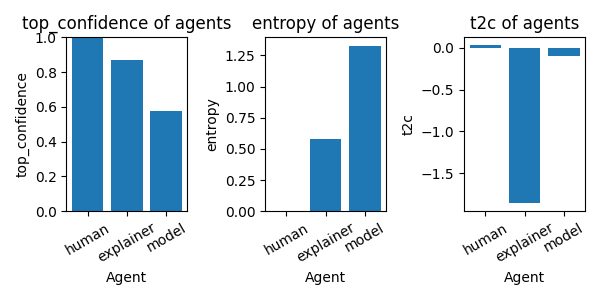 top_confidence of agents
top_confidence
1.0
0.8
0.6
0.4
0.2
0.0
human
explainer
model
Agent
entropy of agents
entropy
1.25
1.00
0.75
0.50
0.25
0.00
human
explainer
model
Agent
t2c of agents
t2c
0.0
−0.5
−1.0
−1.5
human
explainer
model
Agent